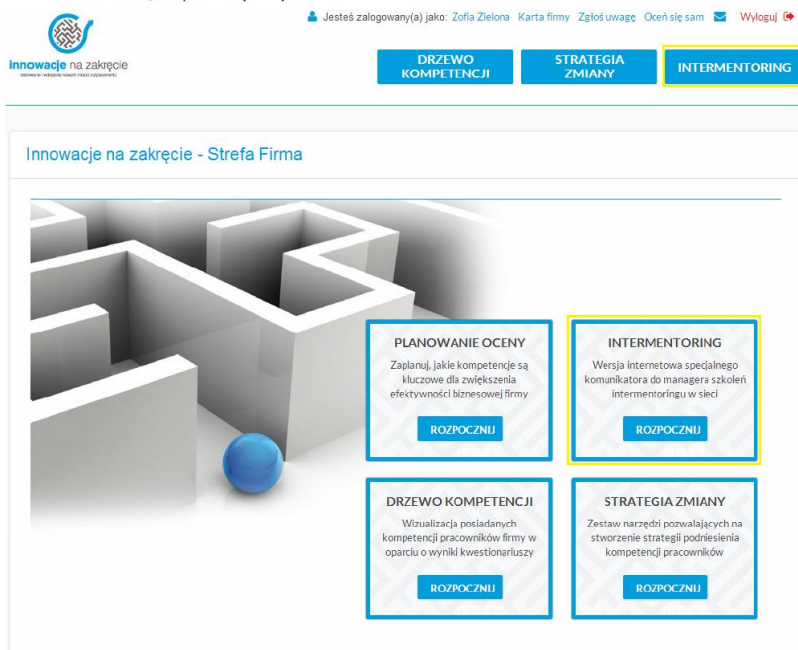 Jesteś zalogowany(a) jako: Zofia Zielona Karta firmy Zgłoś uwagę Oceń się sam Wyloguj
innowacje na zakręcie
DRZEWO
KOMPETENCJI
STRATEGIA
ZMIANY
INTERMENTORING
Innowacje na zakręcie - Strefa Firma
PLANOWANIE OCENY
Zaplanuj, jakie kompetencje są
kluczowe dla zwiększenia
efektywności biznesowej firmy
ROZPOCZNIJ
INTERMENTORING
Wersja internetowa specjalnego
komunikatora do managera szkoleń
intermentoringu w sieci
ROZPOCZNIJ
DRZEWO KOMPETENCJI
Wizualizacja posiadanych
kompetencji pracowników firmy w
oparciu o wyniki kwestionariuszy
ROZPOCZNIJ
STRATEGIA ZMIANY
Zestaw narzędzi pozwalających na
stworzenie strategii podniesienia
kompetencji pracowników
ROZPOCZNIJ